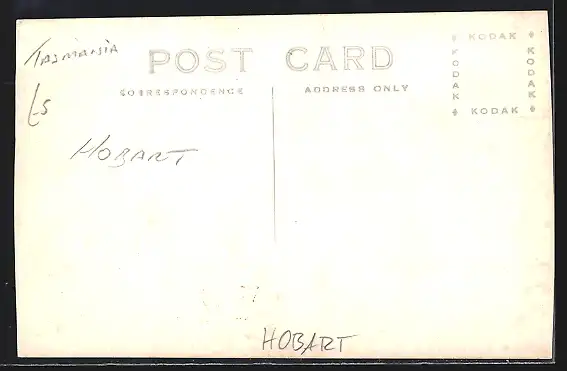 TASMANIA
POST CARD
KODAK
KODAK
KODAK
KODAK
CORRESPONDENCE
ADDRESS ONLY
HOBART
HOBART